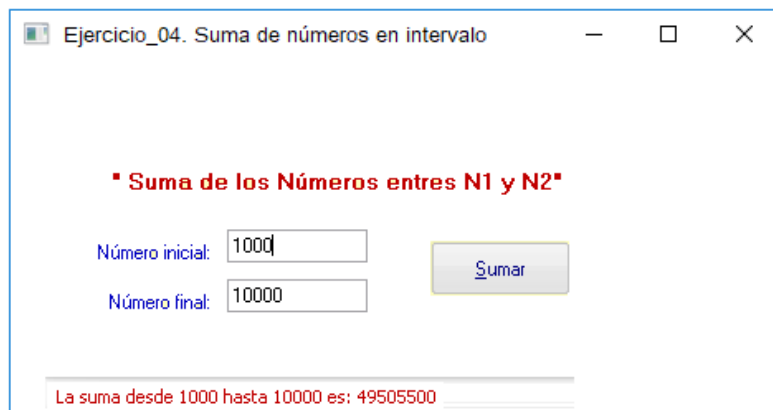 Ejercicio_04. Suma de números en intervalo
" Suma de los Números entres N1 y N2"
Número inicial: 1000
Sumar
Número final: 10000
La suma desde 1000 hasta 10000 es: 49505500